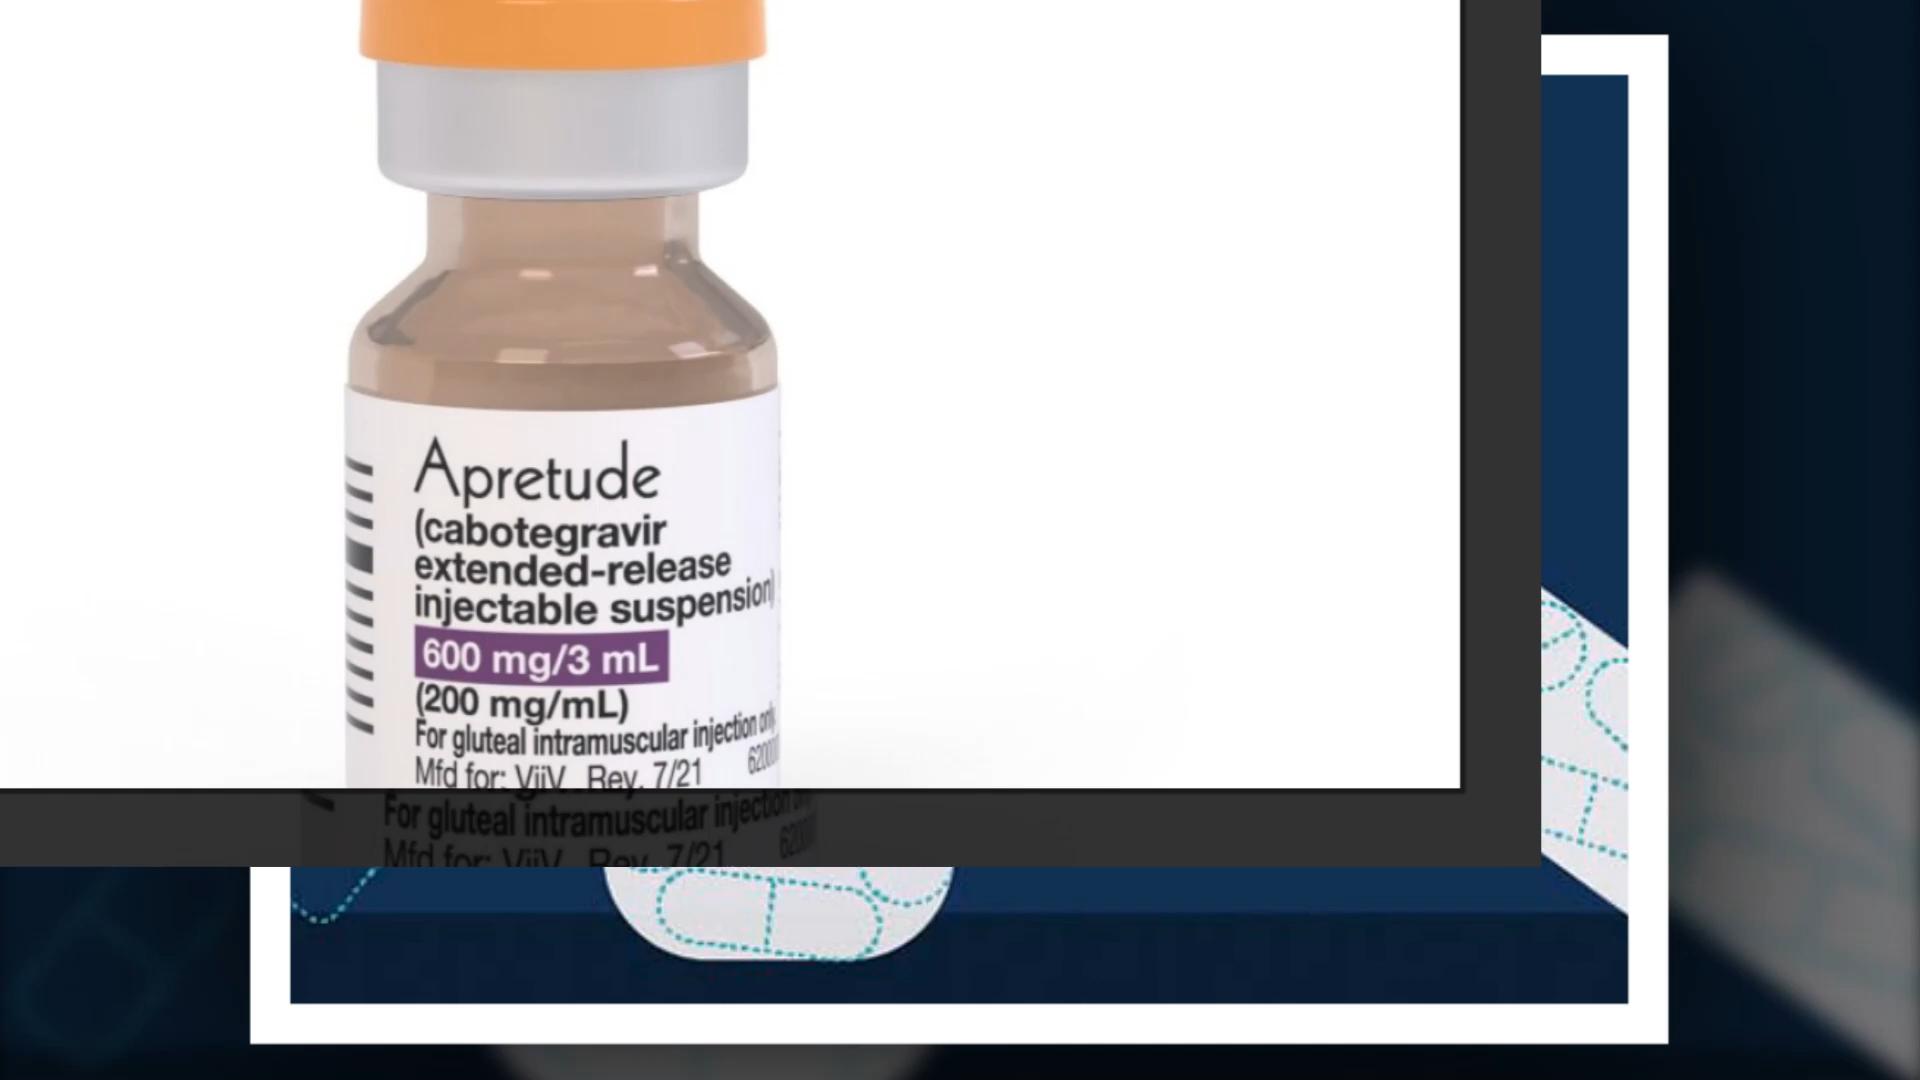 Apretude
(cabotegravir
extended-release
injectable suspension)
600 mg/3 mL
(200 mg/mL)
For gluteal intramuscular injection only
Mfd for: ViiV Rev. 7/21
For gluteal intramuscular injection
Mfd for: ViiV Rev. 7/21